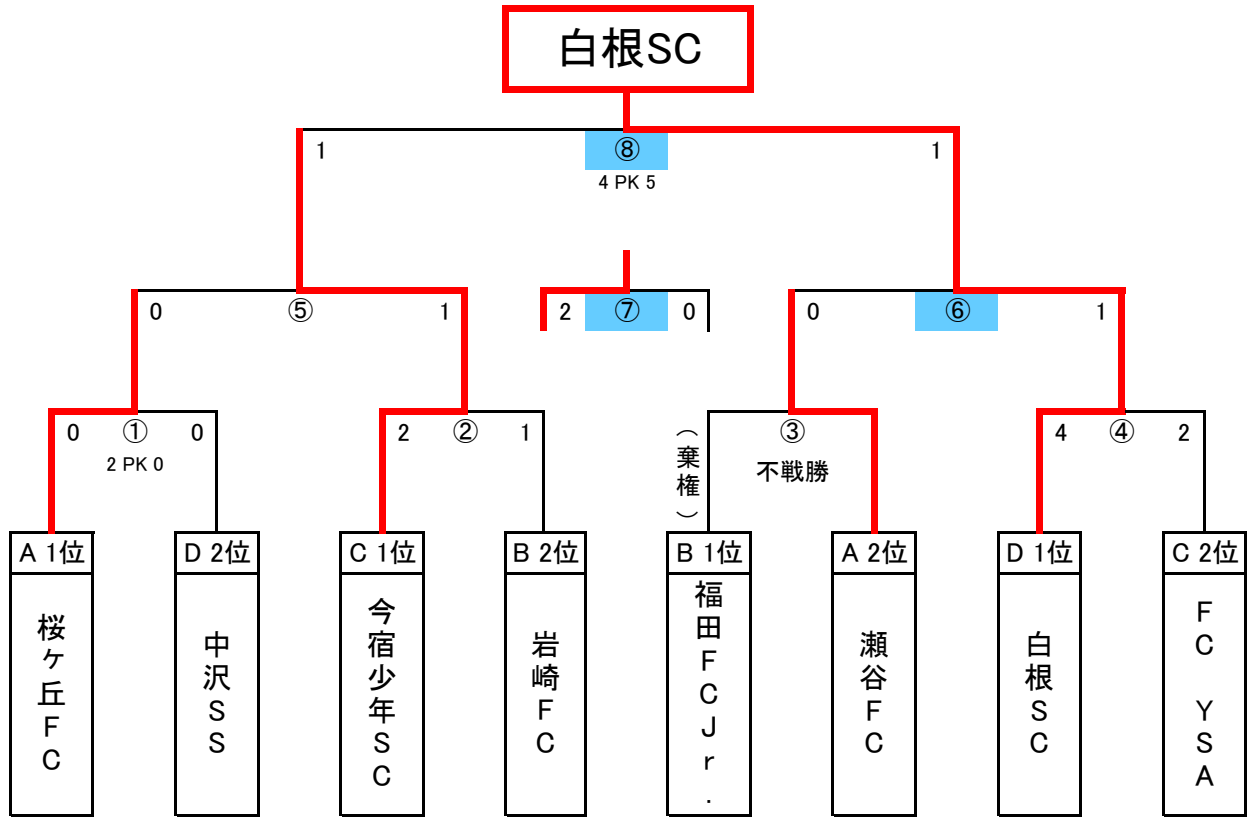 白根SC
1 ⑧ 1
4 PK 5
0 ⑤ 1
2 ⑦ 0
0 ⑥ 1
0 ① 0
2 PK 0
2 ② 1
（棄権）
③
不戦勝
4 ④ 2
A 1位
D 2位
C 1位
B 2位
B 1位
A 2位
D 1位
C 2位
桜ヶ丘FC
中沢SS
今宿少年SC
岩崎FC
福田FCJr.
瀬谷FC
白根SC
FC YSA